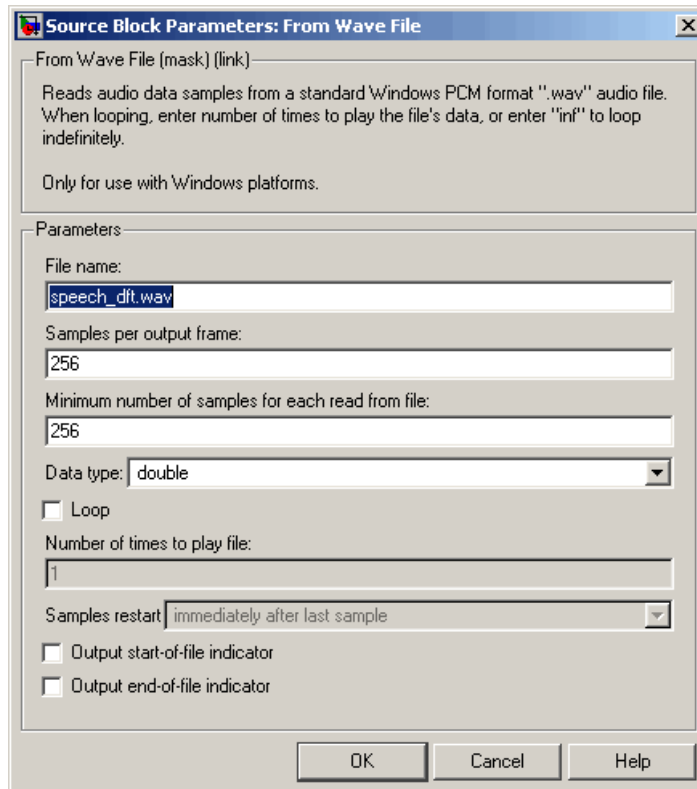 Source Block Parameters: From Wave File
From Wave File (mask) (link)
Reads audio data samples from a standard Windows PCM format ".wav" audio file.
When looping, enter number of times to play the file's data, or enter "inf" to loop
indefinitely.
Only for use with Windows platforms.
Parameters
File name:
speech_dft.wav
Samples per output frame:
256
Minimum number of samples for each read from file:
256
Data type: double
Loop
Number of times to play file:
1
Samples restart immediately after last sample
Output start-of-file indicator
Output end-of-file indicator
OK Cancel Help